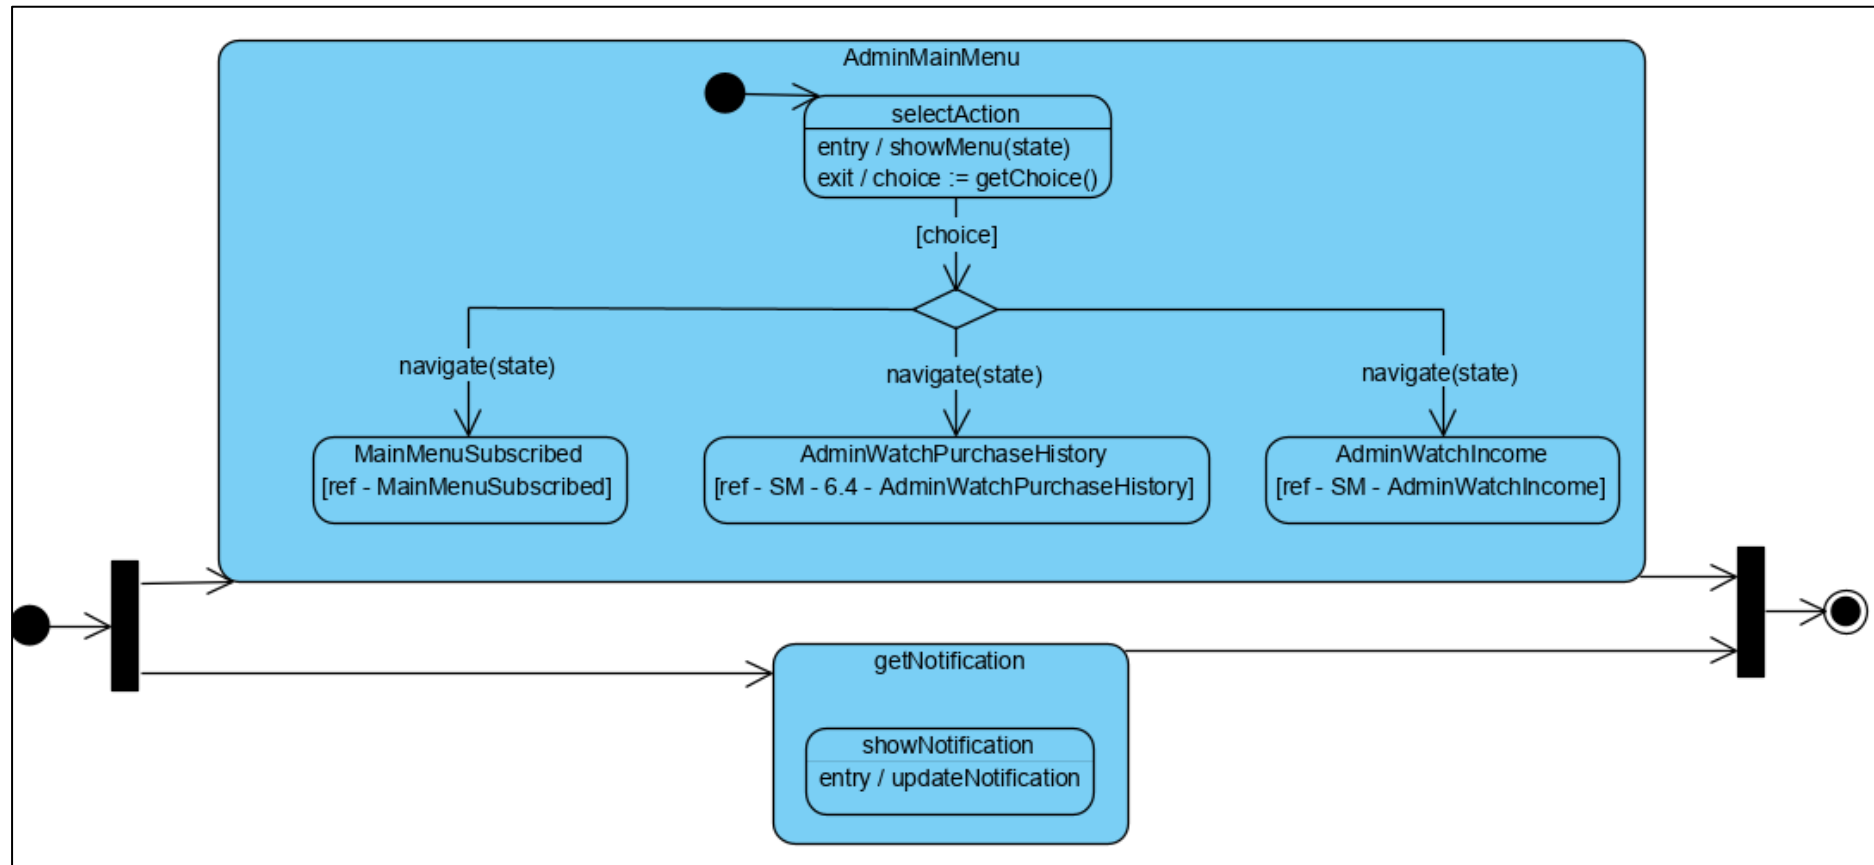 AdminMainMenu
selectAction
entry / showMenu(state)
exit / choice := getChoice()
[choice]
navigate(state)
navigate(state)
navigate(state)
MainMenuSubscribed
[ref - MainMenuSubscribed]
AdminWatchPurchaseHistory
[ref - SM - 6.4 - AdminWatchPurchaseHistory]
AdminWatchIncome
[ref - SM - AdminWatchIncome]
getNotification
showNotification
entry / updateNotification